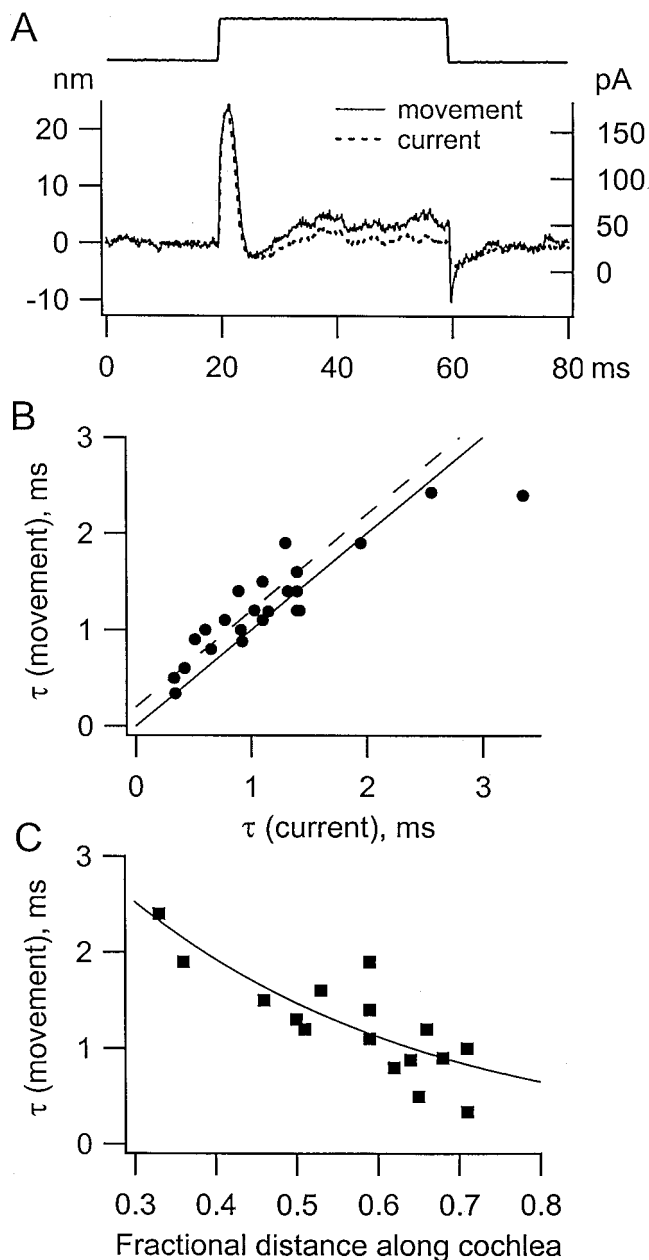 A
nm
pA
movement
current
20
10
0
-10
150
100
50
0
0
20
40
60
80 ms
B
τ (movement), ms
3
2
1
0
0
1
2
3
τ (current), ms
C
τ (movement), ms
3
2
1
0
0.3
0.4
0.5
0.6
0.7
0.8
Fractional distance along cochlea